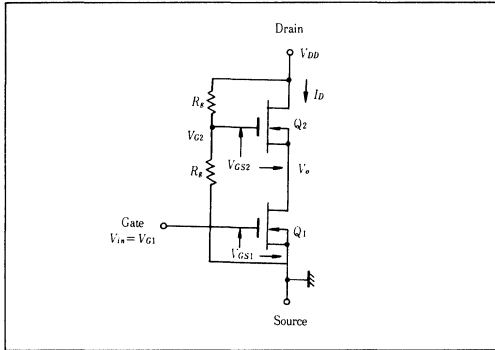 Drain
V_DD
I_D
R_g
Q_2
V_G2
V_GS2
V_o
R_g
Gate
V_in = V_G1
Q_1
V_GS1
Source